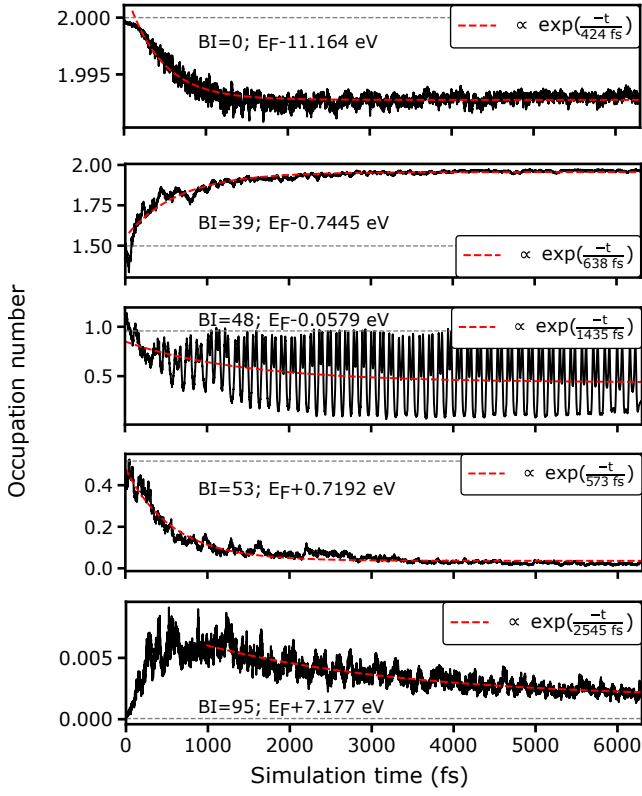 Occupation number
2.000
1.995
BI=0; EF-11.164 eV
∝ exp(-t/424 fs)
2.00
1.75
1.50
BI=39; EF-0.7445 eV
∝ exp(-t/638 fs)
1.0
0.5
BI=48; EF-0.0579 eV
∝ exp(-t/1435 fs)
0.4
0.2
0.0
BI=53; EF+0.7192 eV
∝ exp(-t/573 fs)
0.005
0.000
BI=95; EF+7.177 eV
∝ exp(-t/2545 fs)
0 1000 2000 3000 4000 5000 6000
Simulation time (fs)